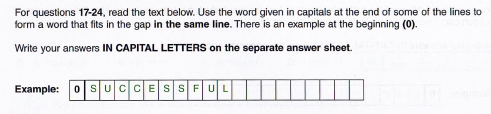 For questions 17-24, read the text below. Use the word given in capitals at the end of some of the lines to
form a word that fits in the gap in the same line. There is an example at the beginning (0).
Write your answers IN CAPITAL LETTERS on the separate answer sheet.
Example: 0 S U C C E S S F U L